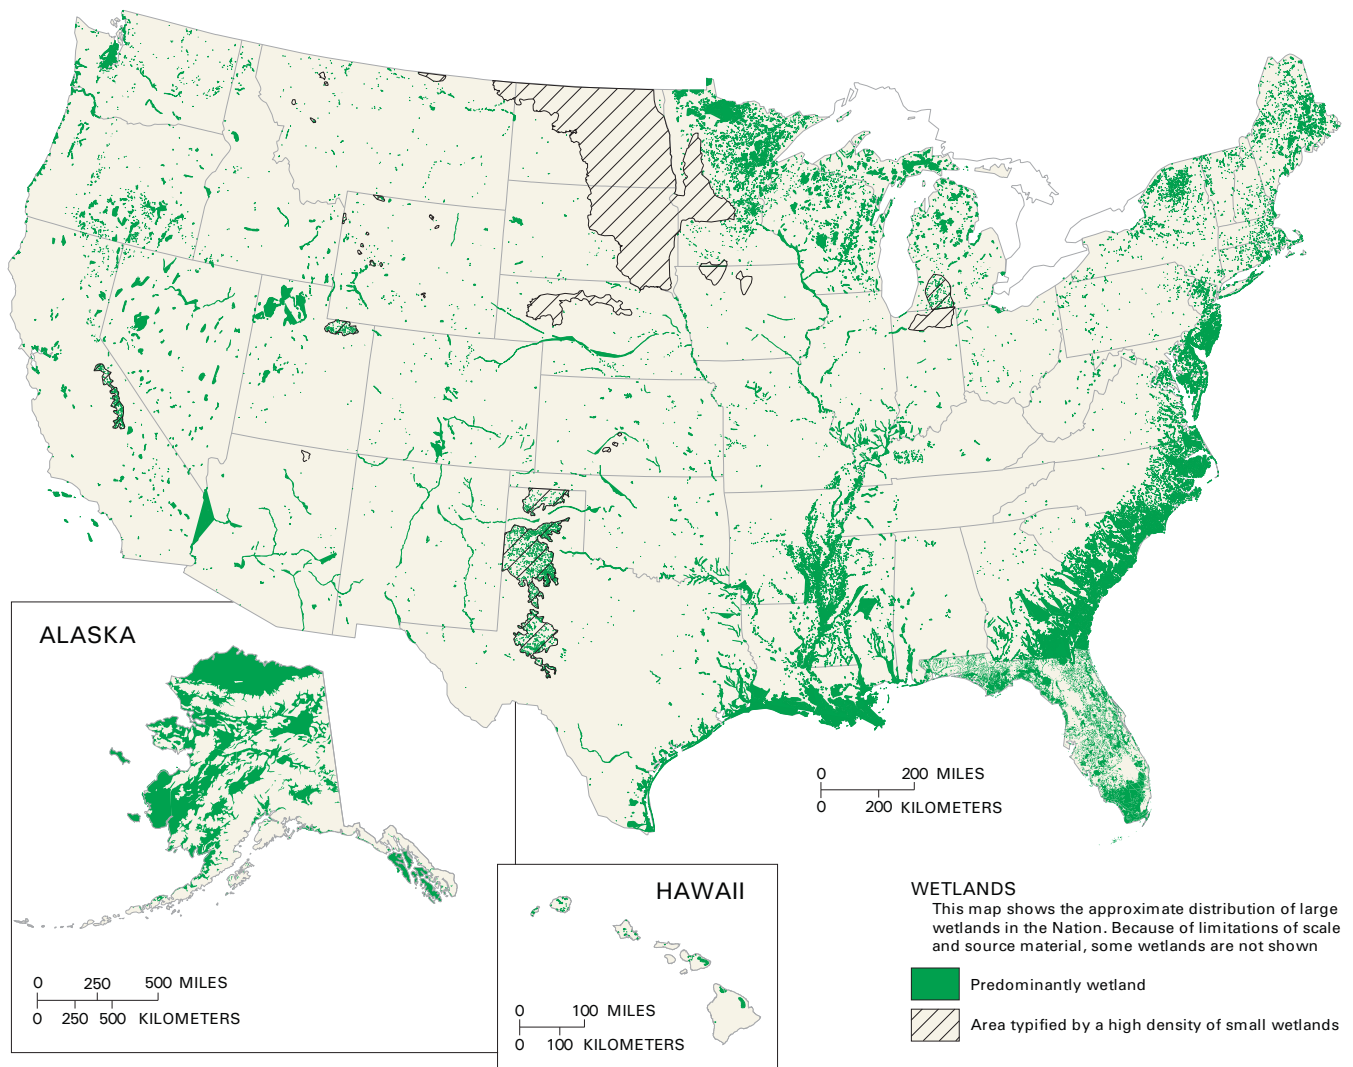 ALASKA
0 250 500 MILES
0 250 500 KILOMETERS
HAWAII
0 100 MILES
0 100 KILOMETERS
0 200 MILES
0 200 KILOMETERS
WETLANDS
This map shows the approximate distribution of large
wetlands in the Nation. Because of limitations of scale
and source material, some wetlands are not shown
Predominantly wetland
Area typified by a high density of small wetlands